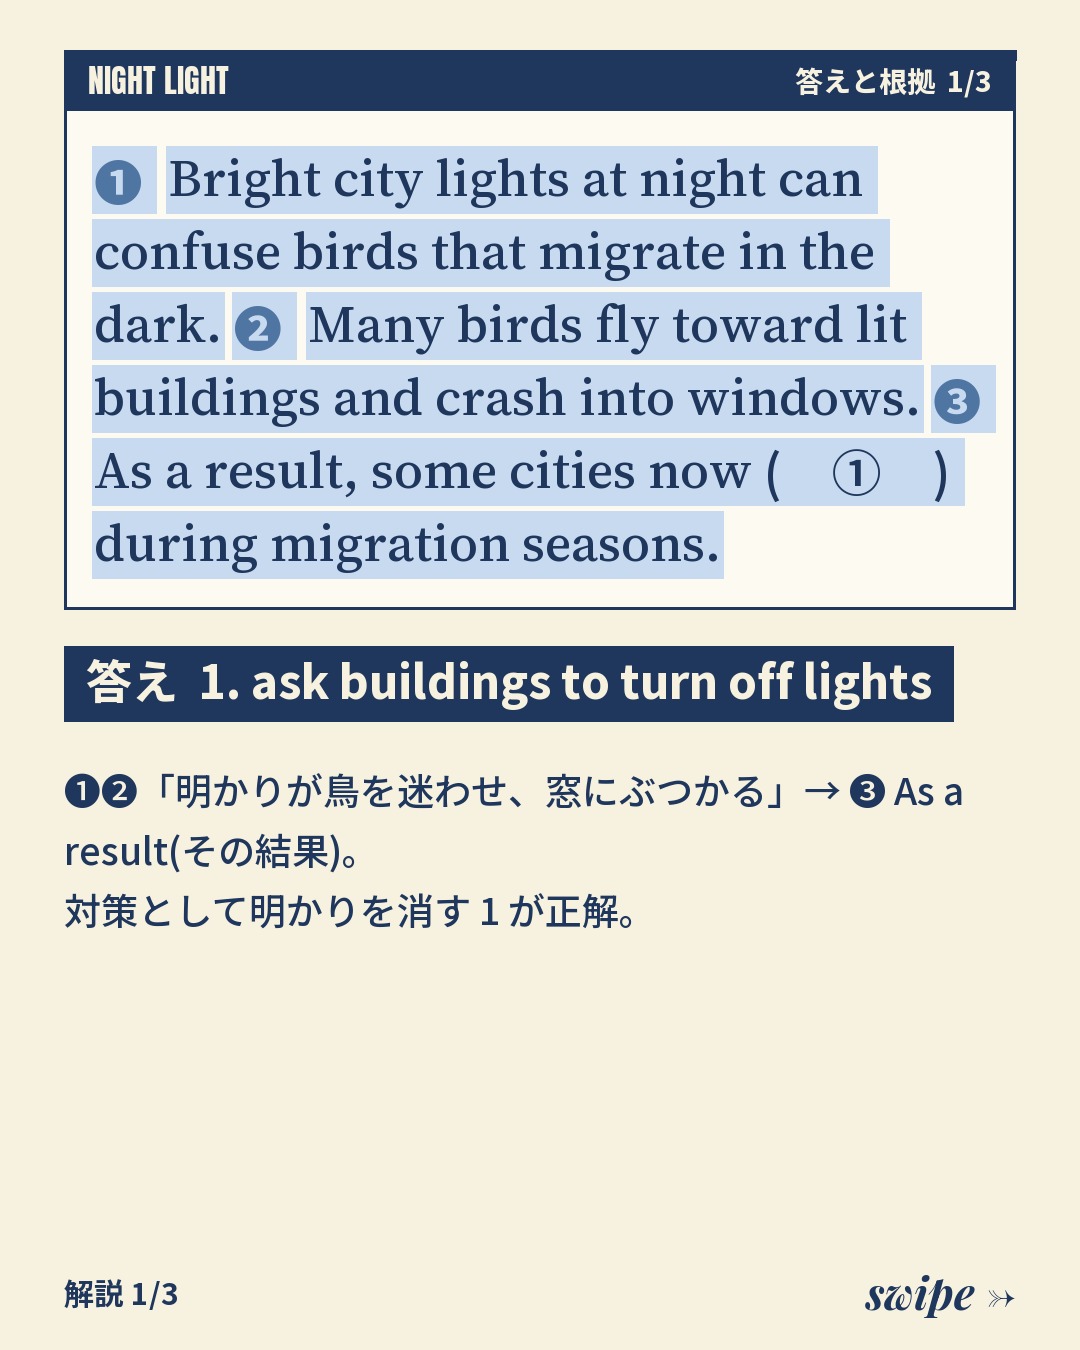 NIGHT LIGHT
答えと根拠 1/3
❶ Bright city lights at night can
confuse birds that migrate in the
dark. ❷ Many birds fly toward lit
buildings and crash into windows. ❸
As a result, some cities now (　①　)
during migration seasons.
答え 1. ask buildings to turn off lights
❶❷「明かりが鳥を迷わせ、窓にぶつかる」→ ❸ As a
result(その結果)。
対策として明かりを消す 1 が正解。
解説 1/3
swipe